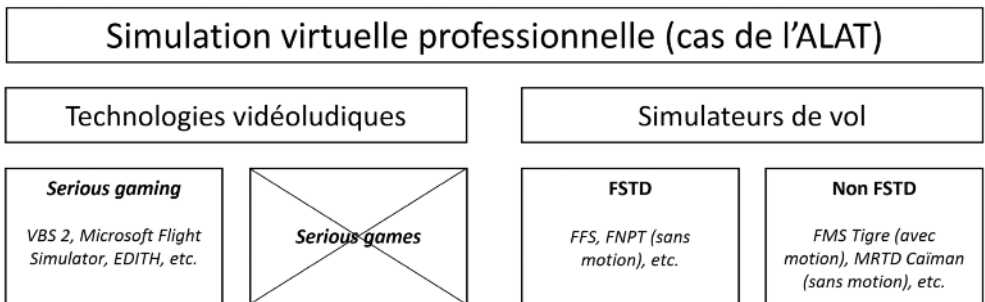 Simulation virtuelle professionnelle (cas de l’ALAT)
Technologies vidéoludiques
Simulateurs de vol
Serious gaming
VBS 2, Microsoft Flight
Simulator, EDITH, etc.
Serious games
FSTD
FFS, FNPT (sans
motion), etc.
Non FSTD
FMS Tigre (avec
motion), MRTD Caïman
(sans motion), etc.